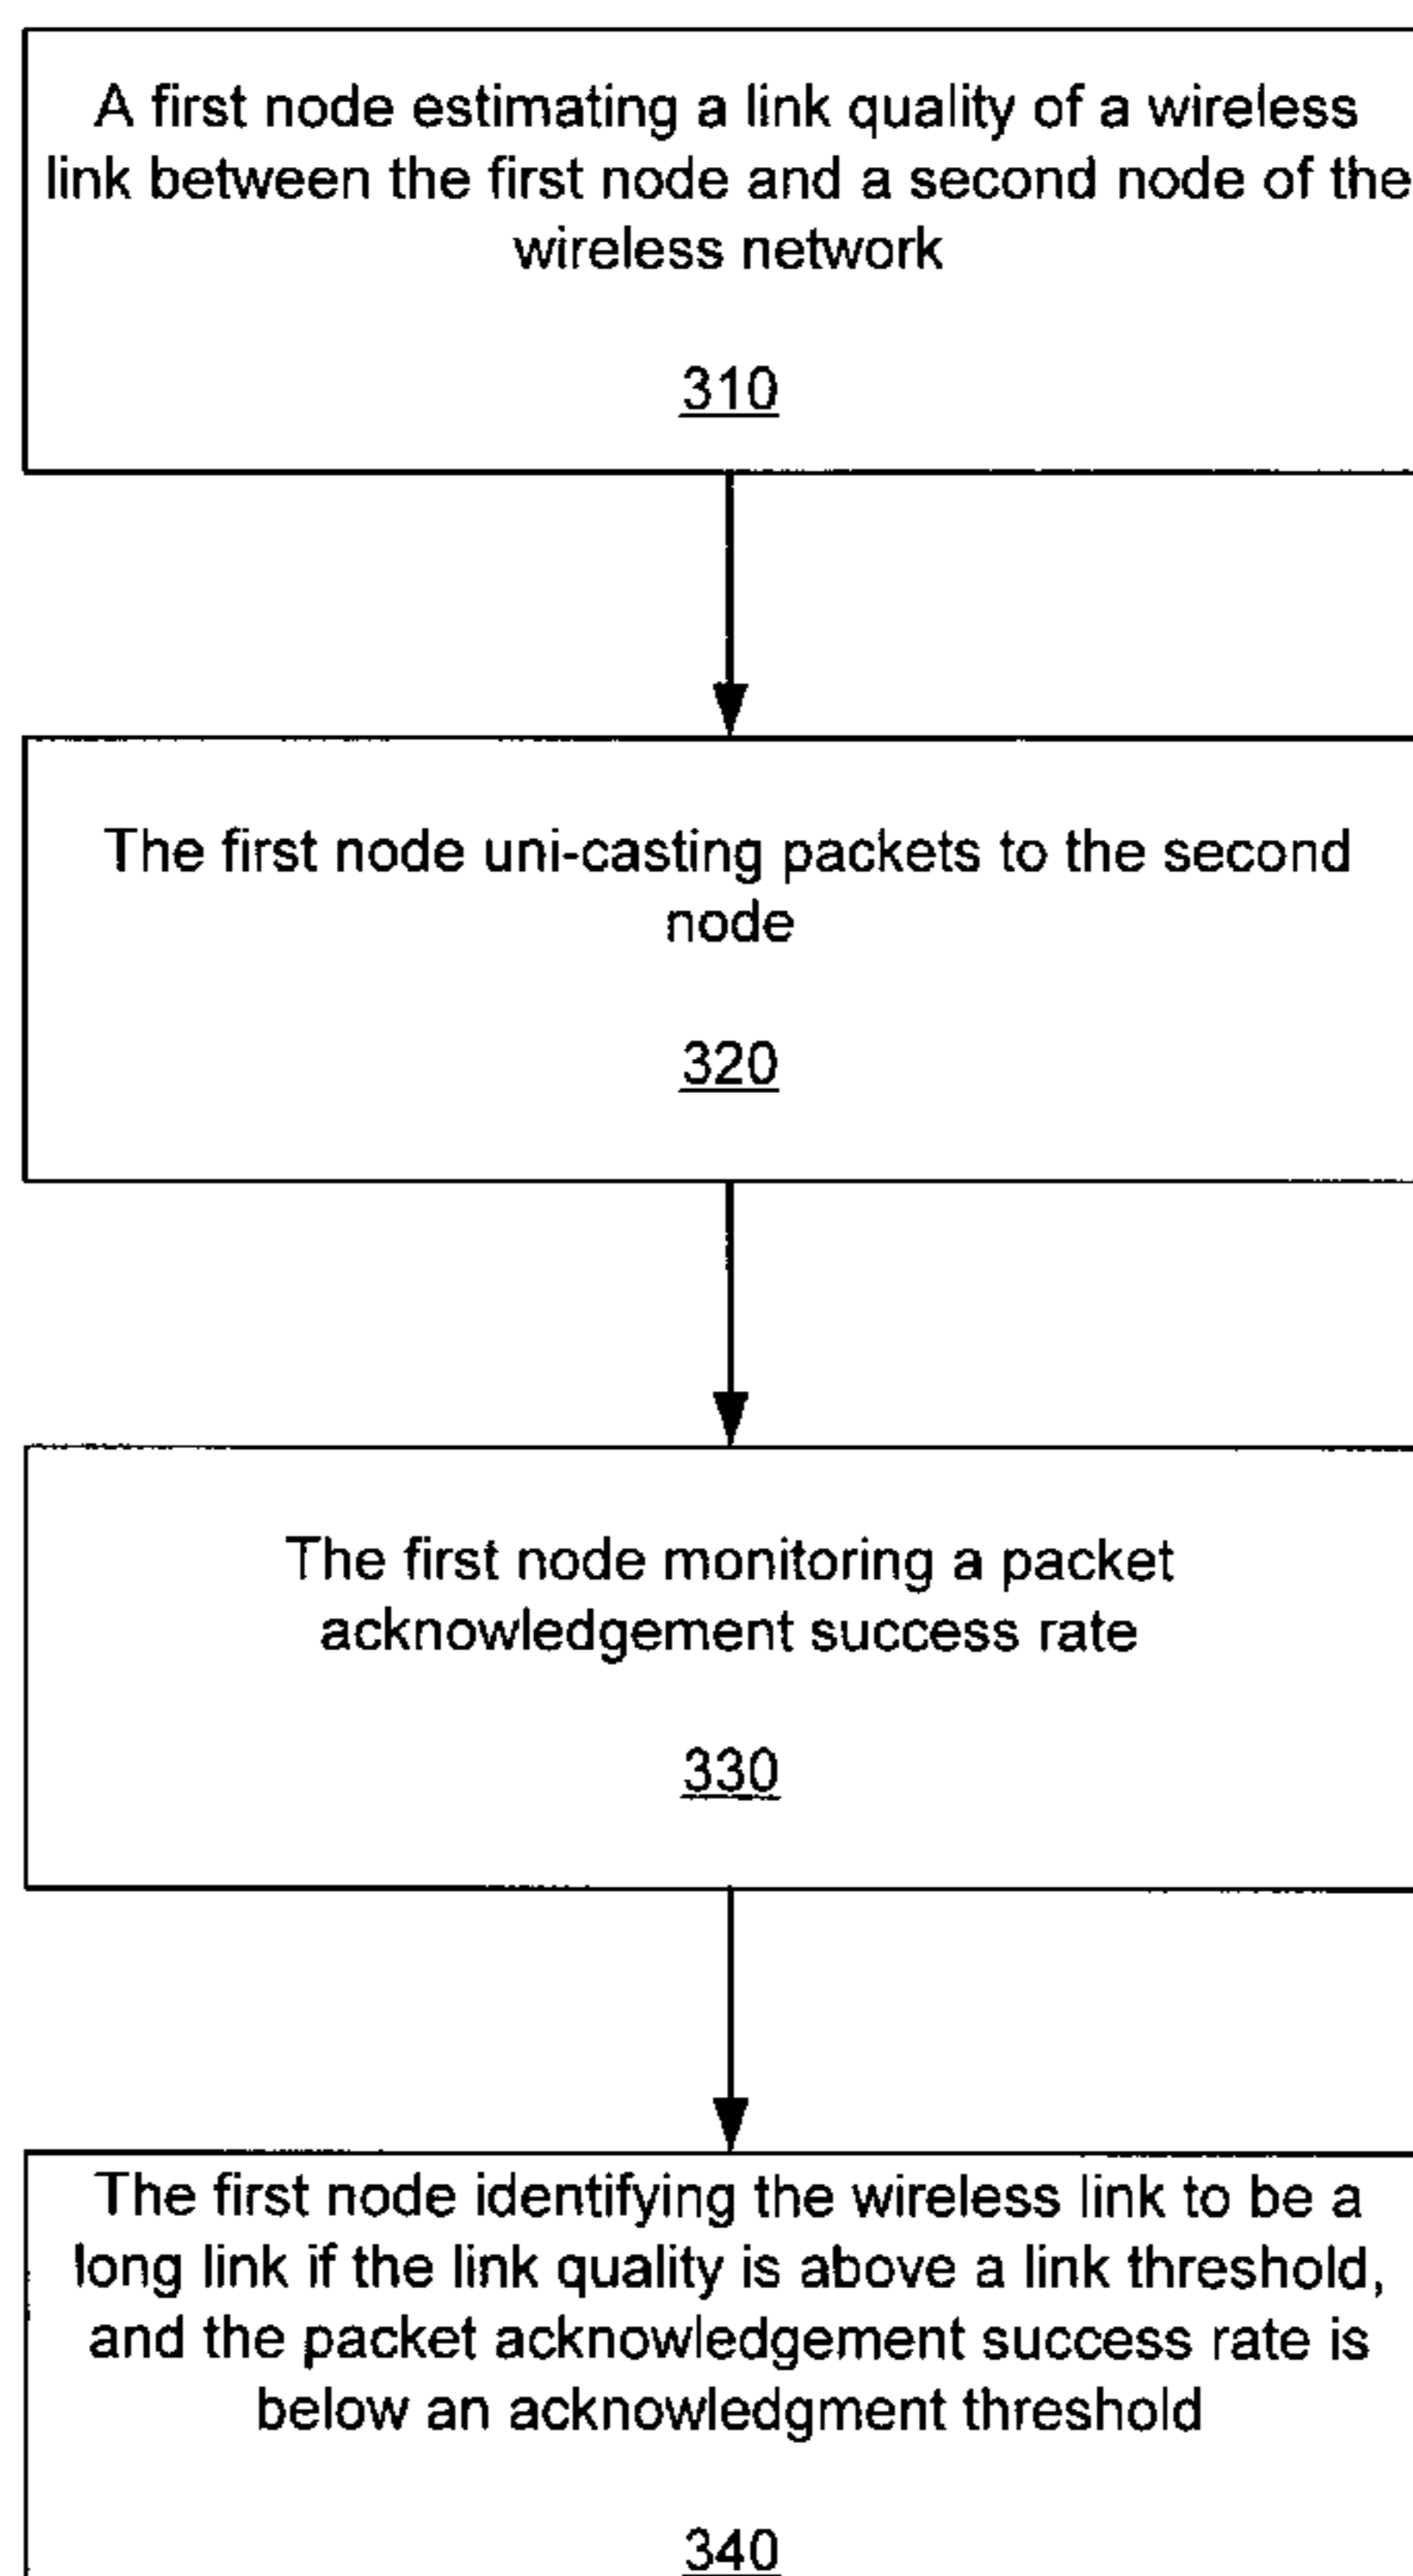 A first node estimating a link quality of a wireless
link between the first node and a second node of the
wireless network
310
The first node uni-casting packets to the second
node
320
The first node monitoring a packet
acknowledgement success rate
330
The first node identifying the wireless link to be a
long link if the link quality is above a link threshold,
and the packet acknowledgement success rate is
below an acknowledgment threshold
340